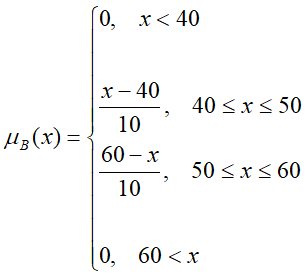 0, x < 40
x − 40
10
, 40 ≤ x ≤ 50
μ_B(x) =
60 − x
10
, 50 ≤ x ≤ 60
0, 60 < x